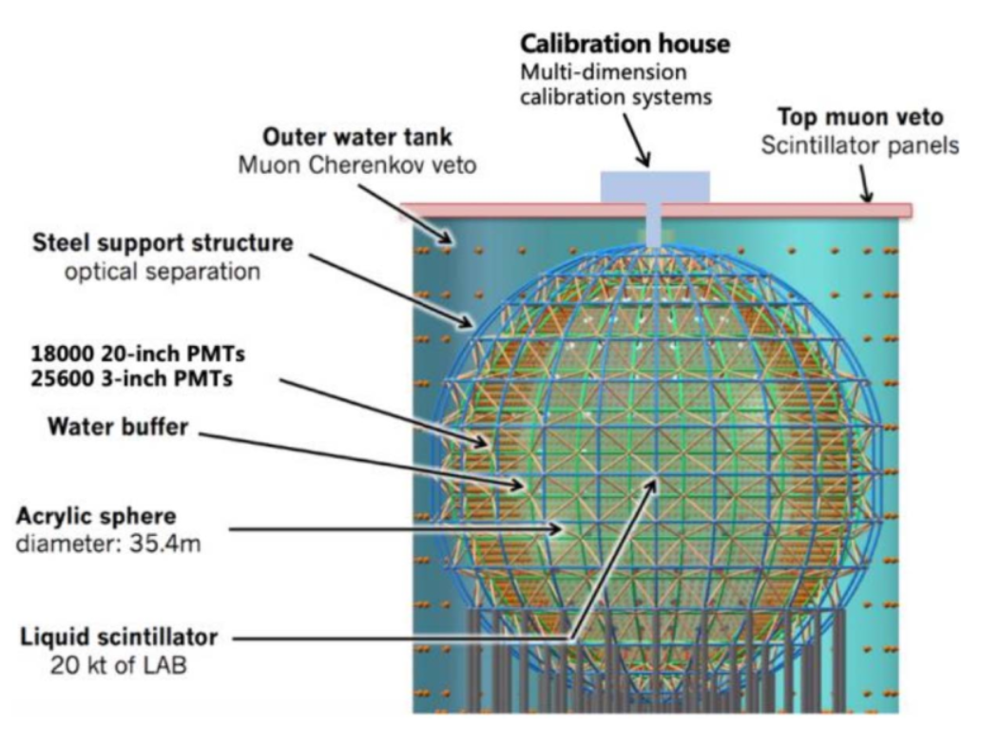 Calibration house
Multi-dimension
calibration systems
Top muon veto
Scintillator panels
Outer water tank
Muon Cherenkov veto
Steel support structure
optical separation
18000 20-inch PMTs
25600 3-inch PMTs
Water buffer
Acrylic sphere
diameter: 35.4m
Liquid scintillator
20 kt of LAB